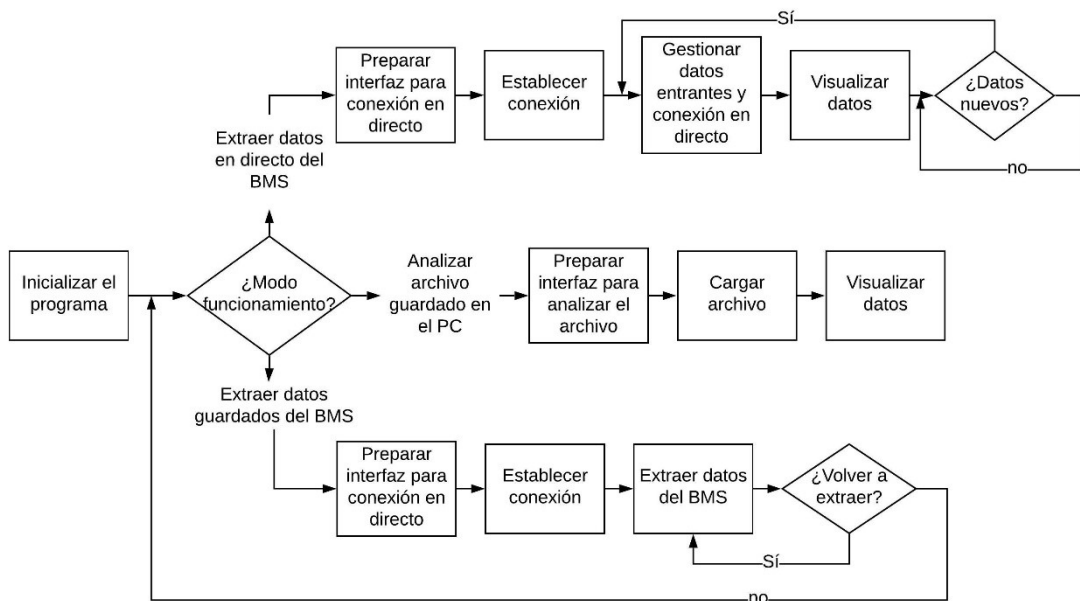 Sí
Preparar
interfaz para
conexión en
directo
Establecer
conexión
Gestionar
datos
entrantes y
conexión en
directo
Visualizar
datos
¿Datos
nuevos?
no
Extraer datos
en directo del
BMS
Inicializar el
programa
¿Modo
funcionamiento?
Analizar
archivo
guardado en
el PC
Preparar
interfaz para
analizar el
archivo
Cargar
archivo
Visualizar
datos
Extraer datos
guardados del BMS
Preparar
interfaz para
conexión en
directo
Establecer
conexión
Extraer datos
del BMS
¿Volver a
extraer?
Sí
no